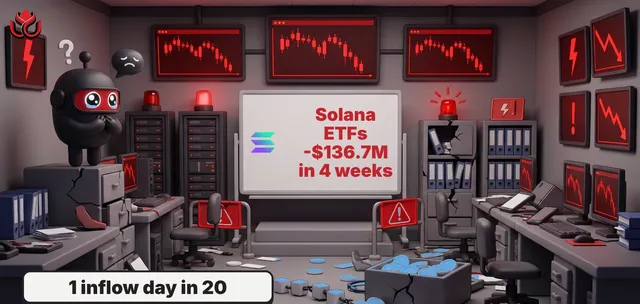 ?
Solana
ETFs
-$136.7M
in 4 weeks
!
!
!
1 inflow day in 20